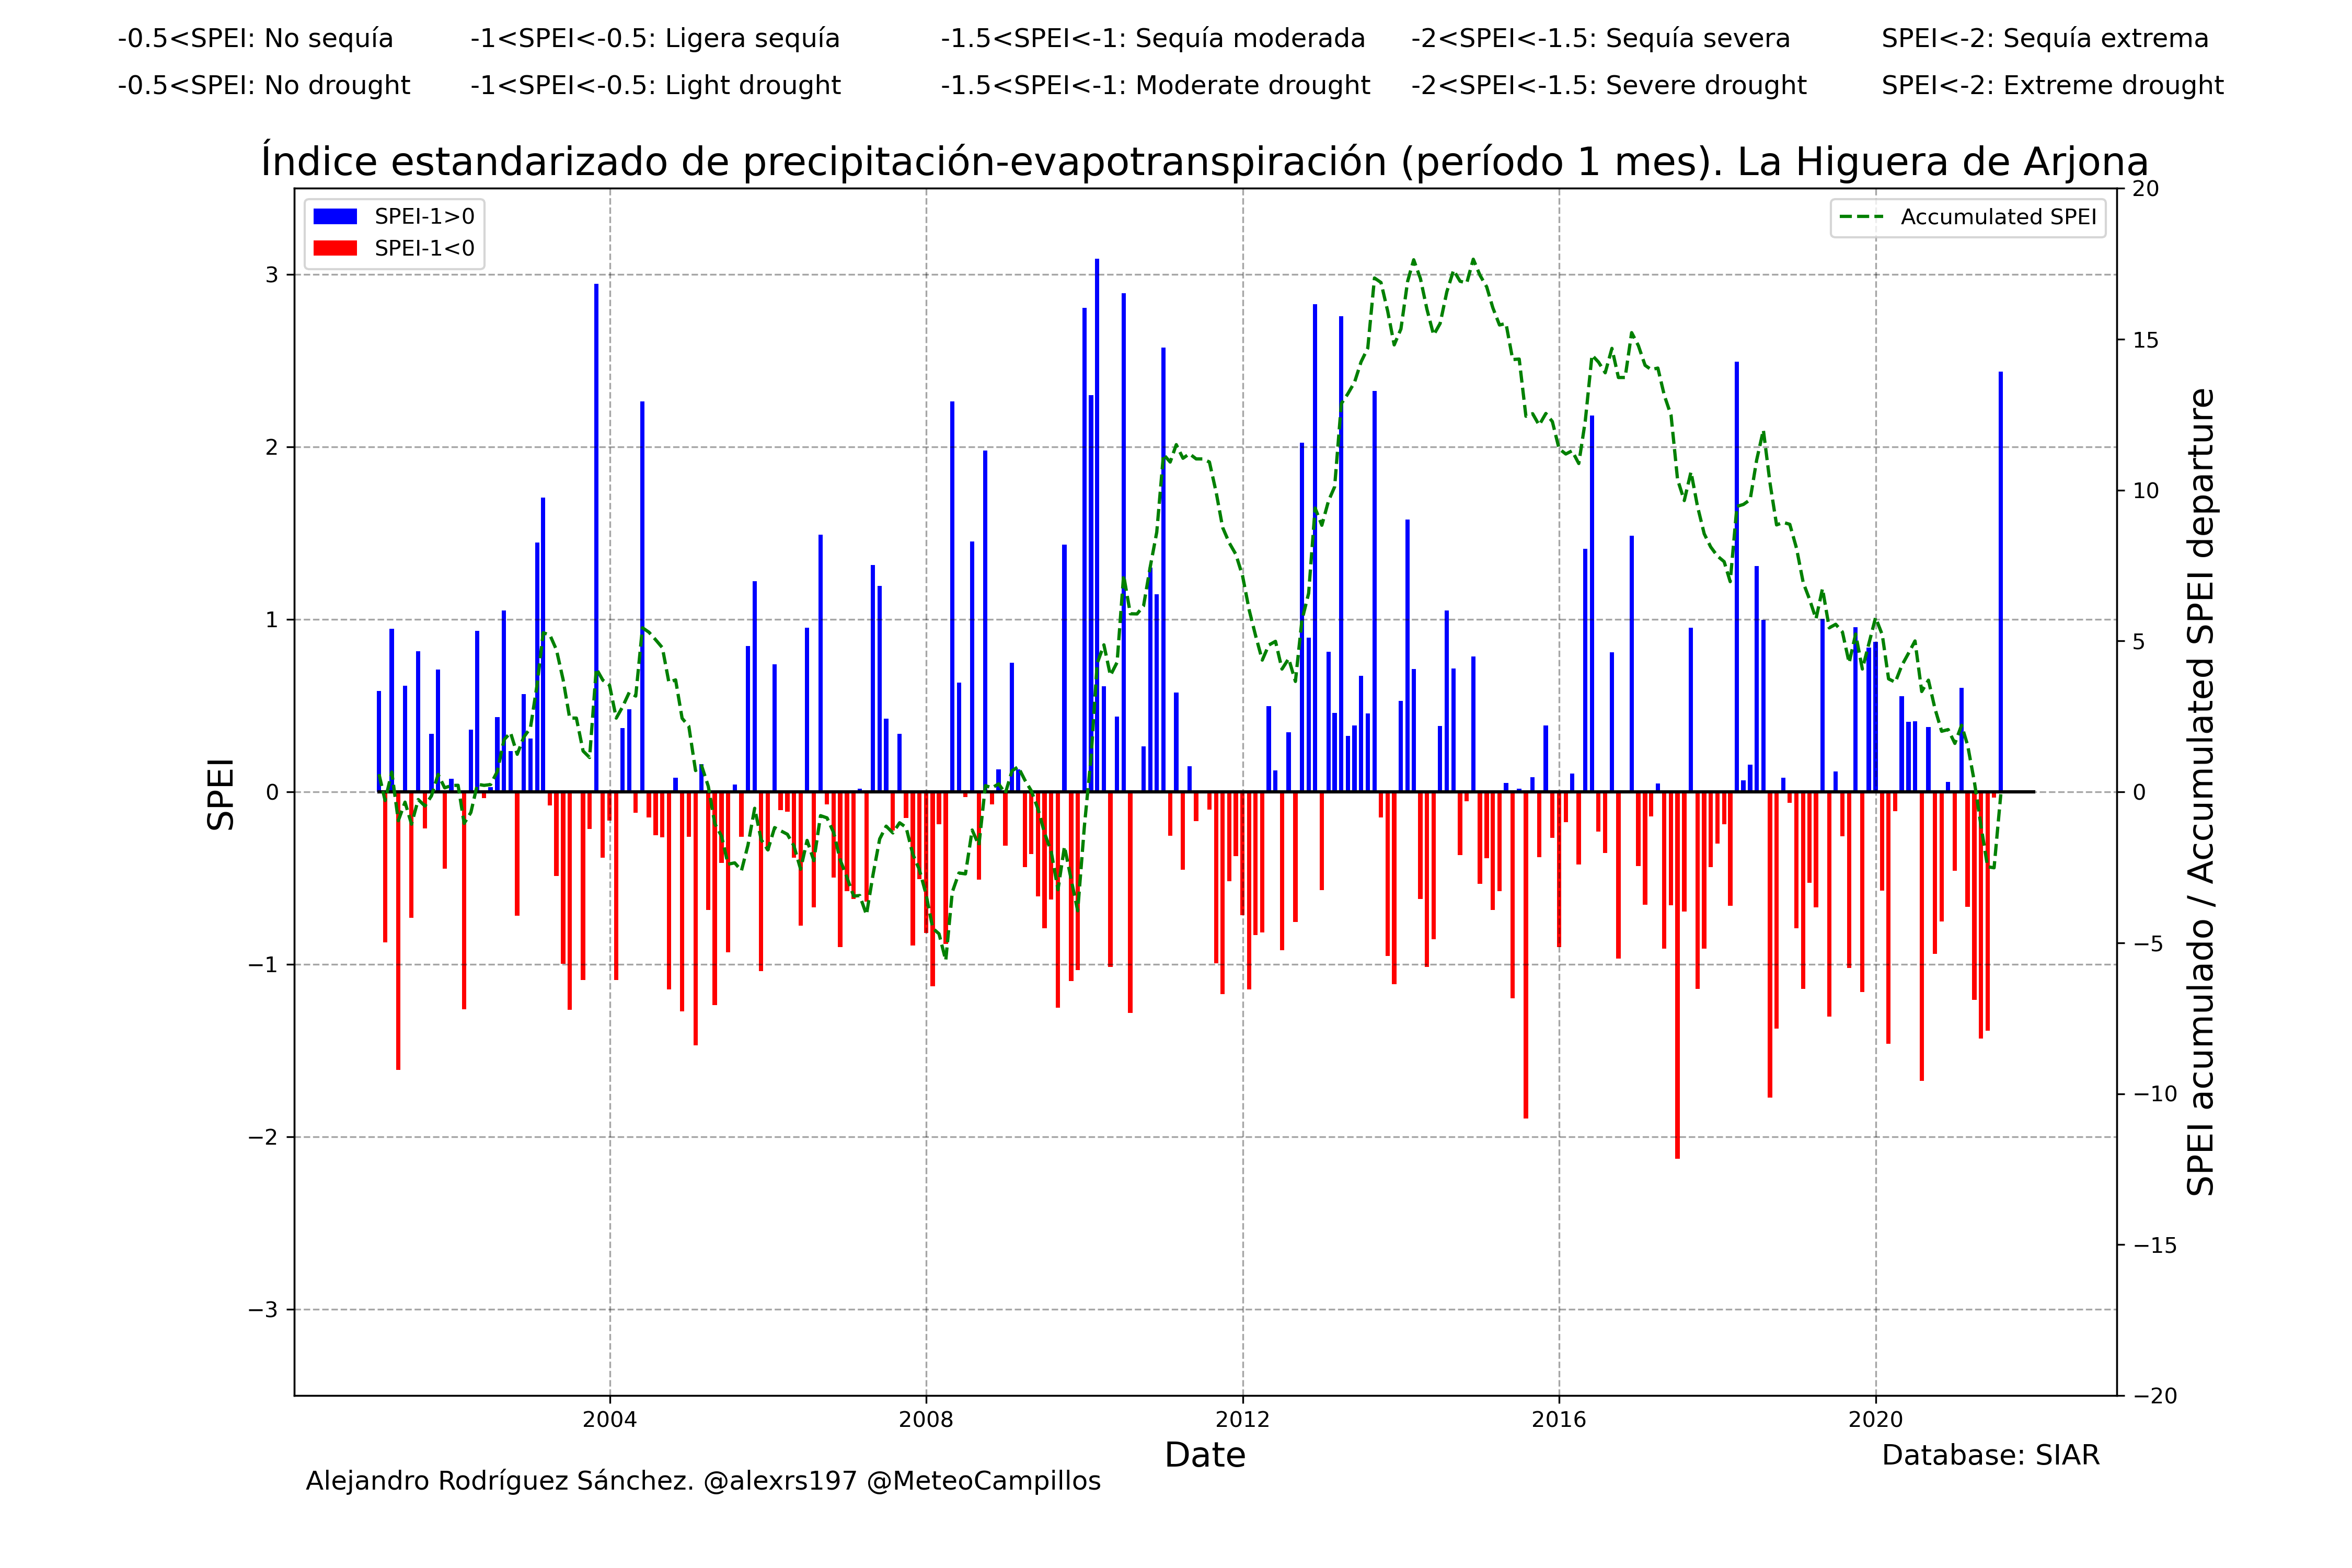 -0.5<SPEI: No sequía -1<SPEI<-0.5: Ligera sequía -1.5<SPEI<-1: Sequía moderada -2<SPEI<-1.5: Sequía severa SPEI<-2: Sequía extrema
-0.5<SPEI: No drought -1<SPEI<-0.5: Light drought -1.5<SPEI<-1: Moderate drought -2<SPEI<-1.5: Severe drought SPEI<-2: Extreme drought
Índice estandarizado de precipitación-evapotranspiración (período 1 mes). La Higuera de Arjona
SPEI-1>0
SPEI-1<0
Accumulated SPEI
SPEI
3
2
1
0
−1
−2
−3
20
15
10
5
0
−5
−10
−15
−20
SPEI acumulado / Accumulated SPEI departure
2004 2008 2012 2016 2020
Date
Database: SIAR
Alejandro Rodríguez Sánchez. @alexrs197 @MeteoCampillos